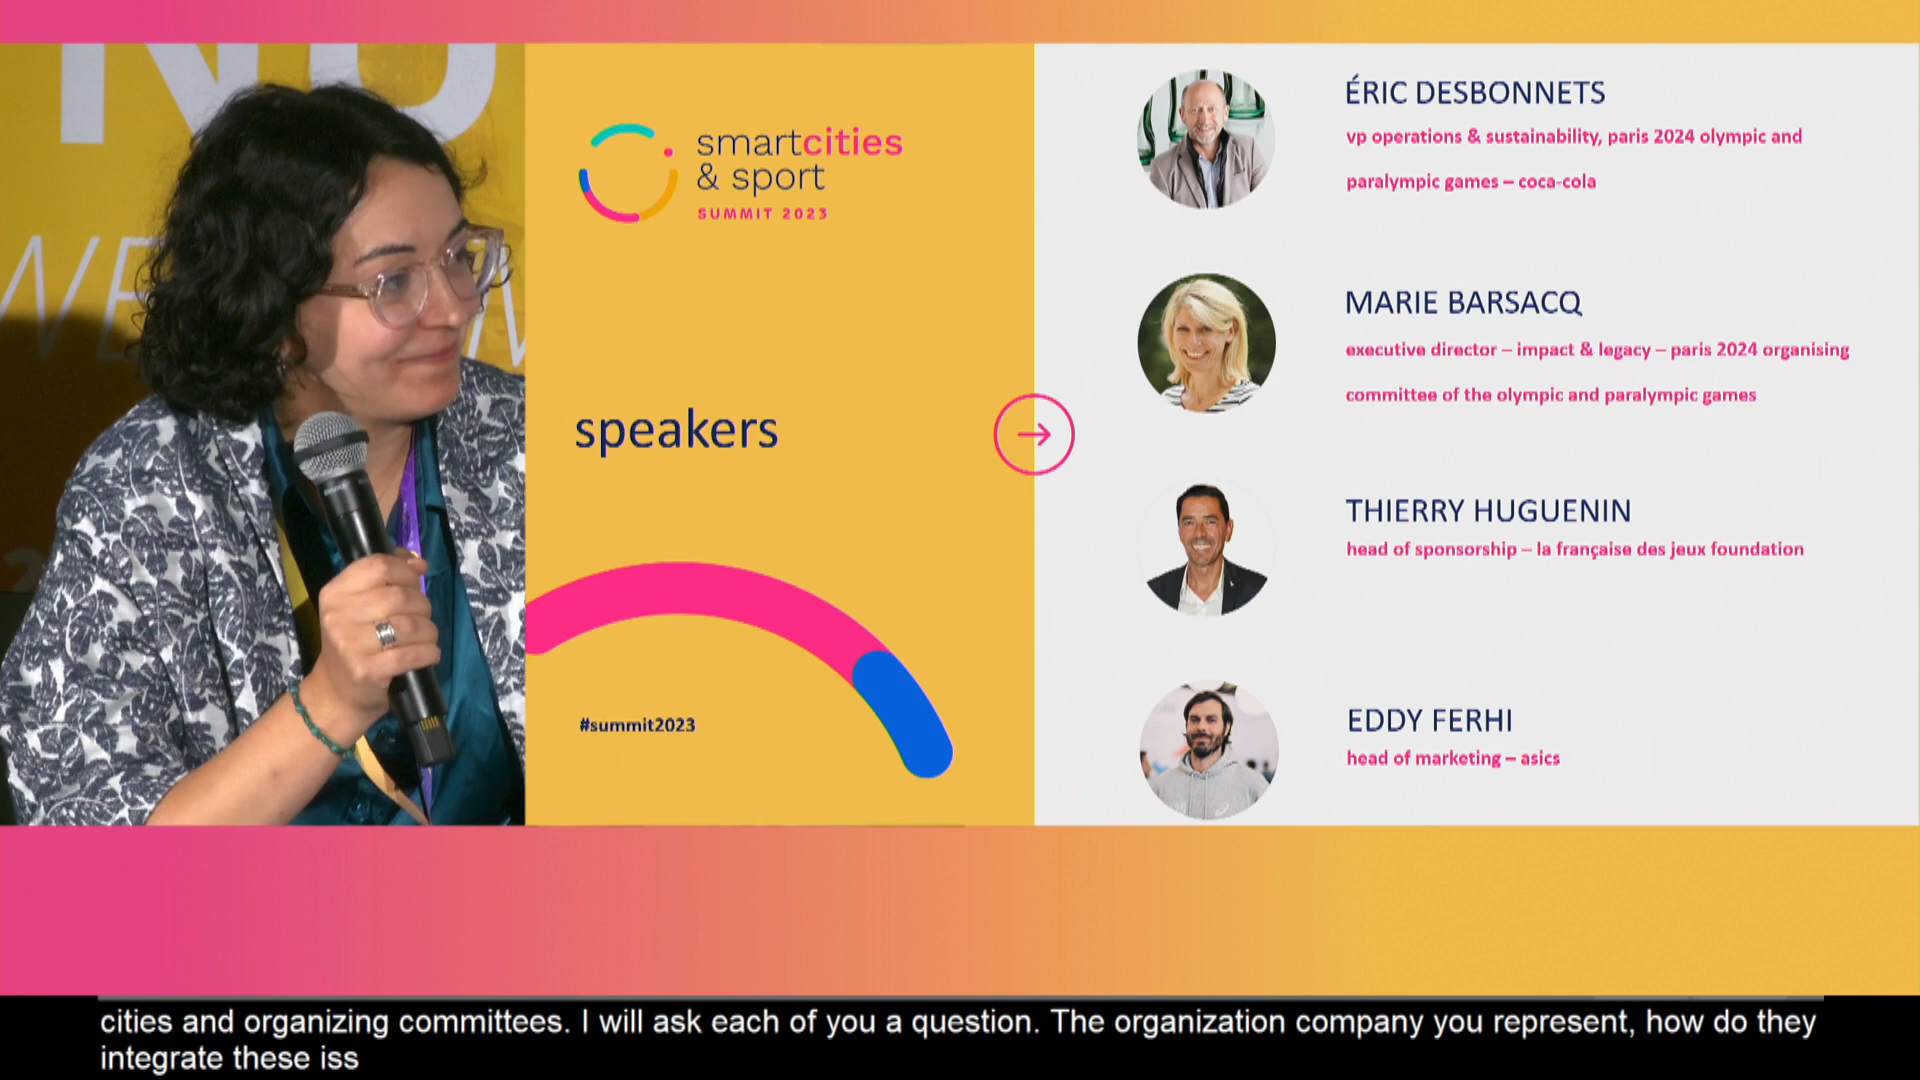 NU
WE
smartcities
& sport
SUMMIT 2023
speakers
#summit2023
ÉRIC DESBONNETS
vp operations & sustainability, paris 2024 olympic and
paralympic games – coca-cola
MARIE BARSACQ
executive director – impact & legacy – paris 2024 organising
committee of the olympic and paralympic games
THIERRY HUGUENIN
head of sponsorship – la française des jeux foundation
EDDY FERHI
head of marketing – asics
cities and organizing committees. I will ask each of you a question. The organization company you represent, how do they
integrate these iss